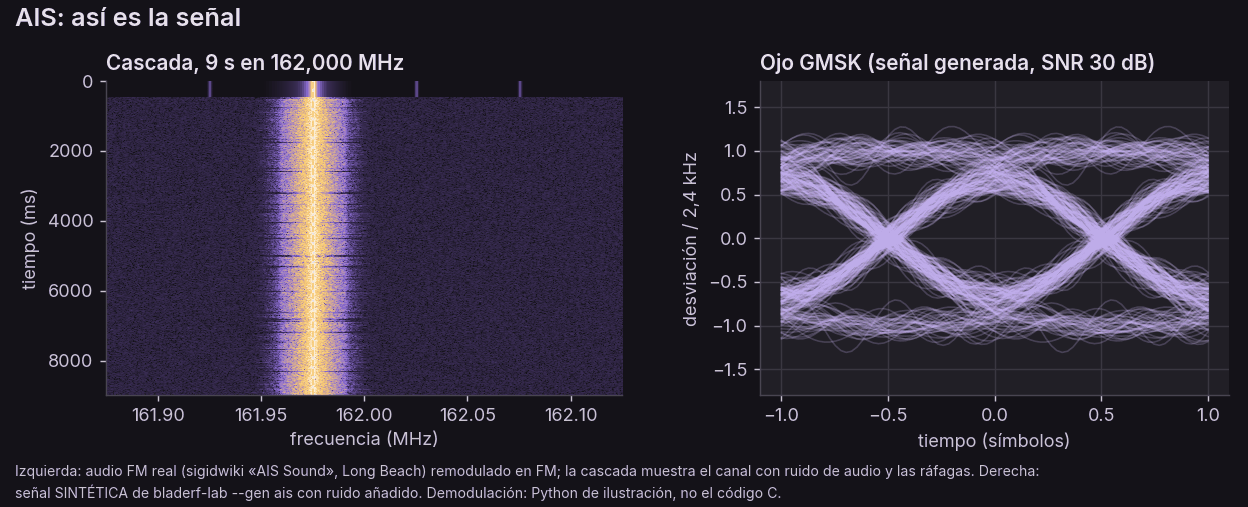 AIS: así es la señal
Cascada, 9 s en 162,000 MHz
0
2000
4000
6000
8000
tiempo (ms)
161.90
161.95
162.00
162.05
162.10
frecuencia (MHz)
Ojo GMSK (señal generada, SNR 30 dB)
1.5
1.0
0.5
0.0
−0.5
−1.0
−1.5
desviación / 2,4 kHz
−1.0
−0.5
0.0
0.5
1.0
tiempo (símbolos)
Izquierda: audio FM real (sigidwiki «AIS Sound», Long Beach) remodulado en FM; la cascada muestra el canal con ruido de audio y las ráfagas. Derecha:
señal SINTÉTICA de bladerf-lab --gen ais con ruido añadido. Demodulación: Python de ilustración, no el código C.